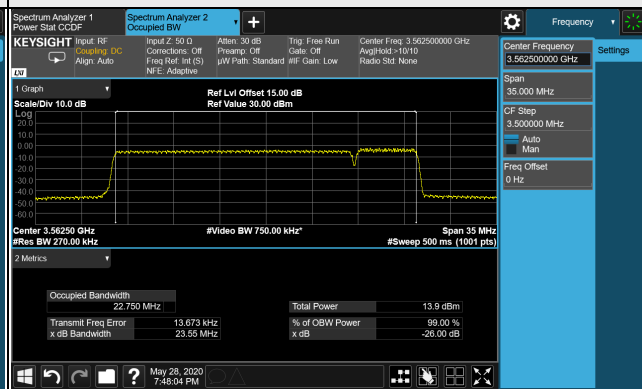 Spectrum Analyzer 1
Power Stat CCDF
Spectrum Analyzer 2
Occupied BW
Frequency
KEYSIGHT
LXI
Input: RF
Coupling: DC
Align: Auto
Input Z: 50 Ω
Corrections: Off
Freq Ref: Int (S)
NFE: Adaptive
Atten: 30 dB
Preamp: Off
µW Path: Standard
Trig: Free Run
Gate: Off
#IF Gain: Low
Center Freq: 3.562500000 GHz
Avg|Hold:>10/10
Radio Std: None
Center Frequency
3.562500000 GHz
Settings
Span
35.000 MHz
CF Step
3.500000 MHz
Auto
Man
Freq Offset
0 Hz
1 Graph
Scale/Div 10.0 dB
Ref Lvl Offset 15.00 dB
Ref Value 30.00 dBm
Log
20.0
10.0
0.00
-10.0
-20.0
-30.0
-40.0
-50.0
-60.0
Center 3.56250 GHz
#Res BW 270.00 kHz
#Video BW 750.00 kHz*
Span 35 MHz
#Sweep 500 ms (1001 pts)
2 Metrics
Occupied Bandwidth
22.750 MHz
Total Power 13.9 dBm
Transmit Freq Error 13.673 kHz
% of OBW Power 99.00 %
x dB Bandwidth 23.55 MHz
x dB -26.00 dB
?
May 28, 2020
7:48:04 PM